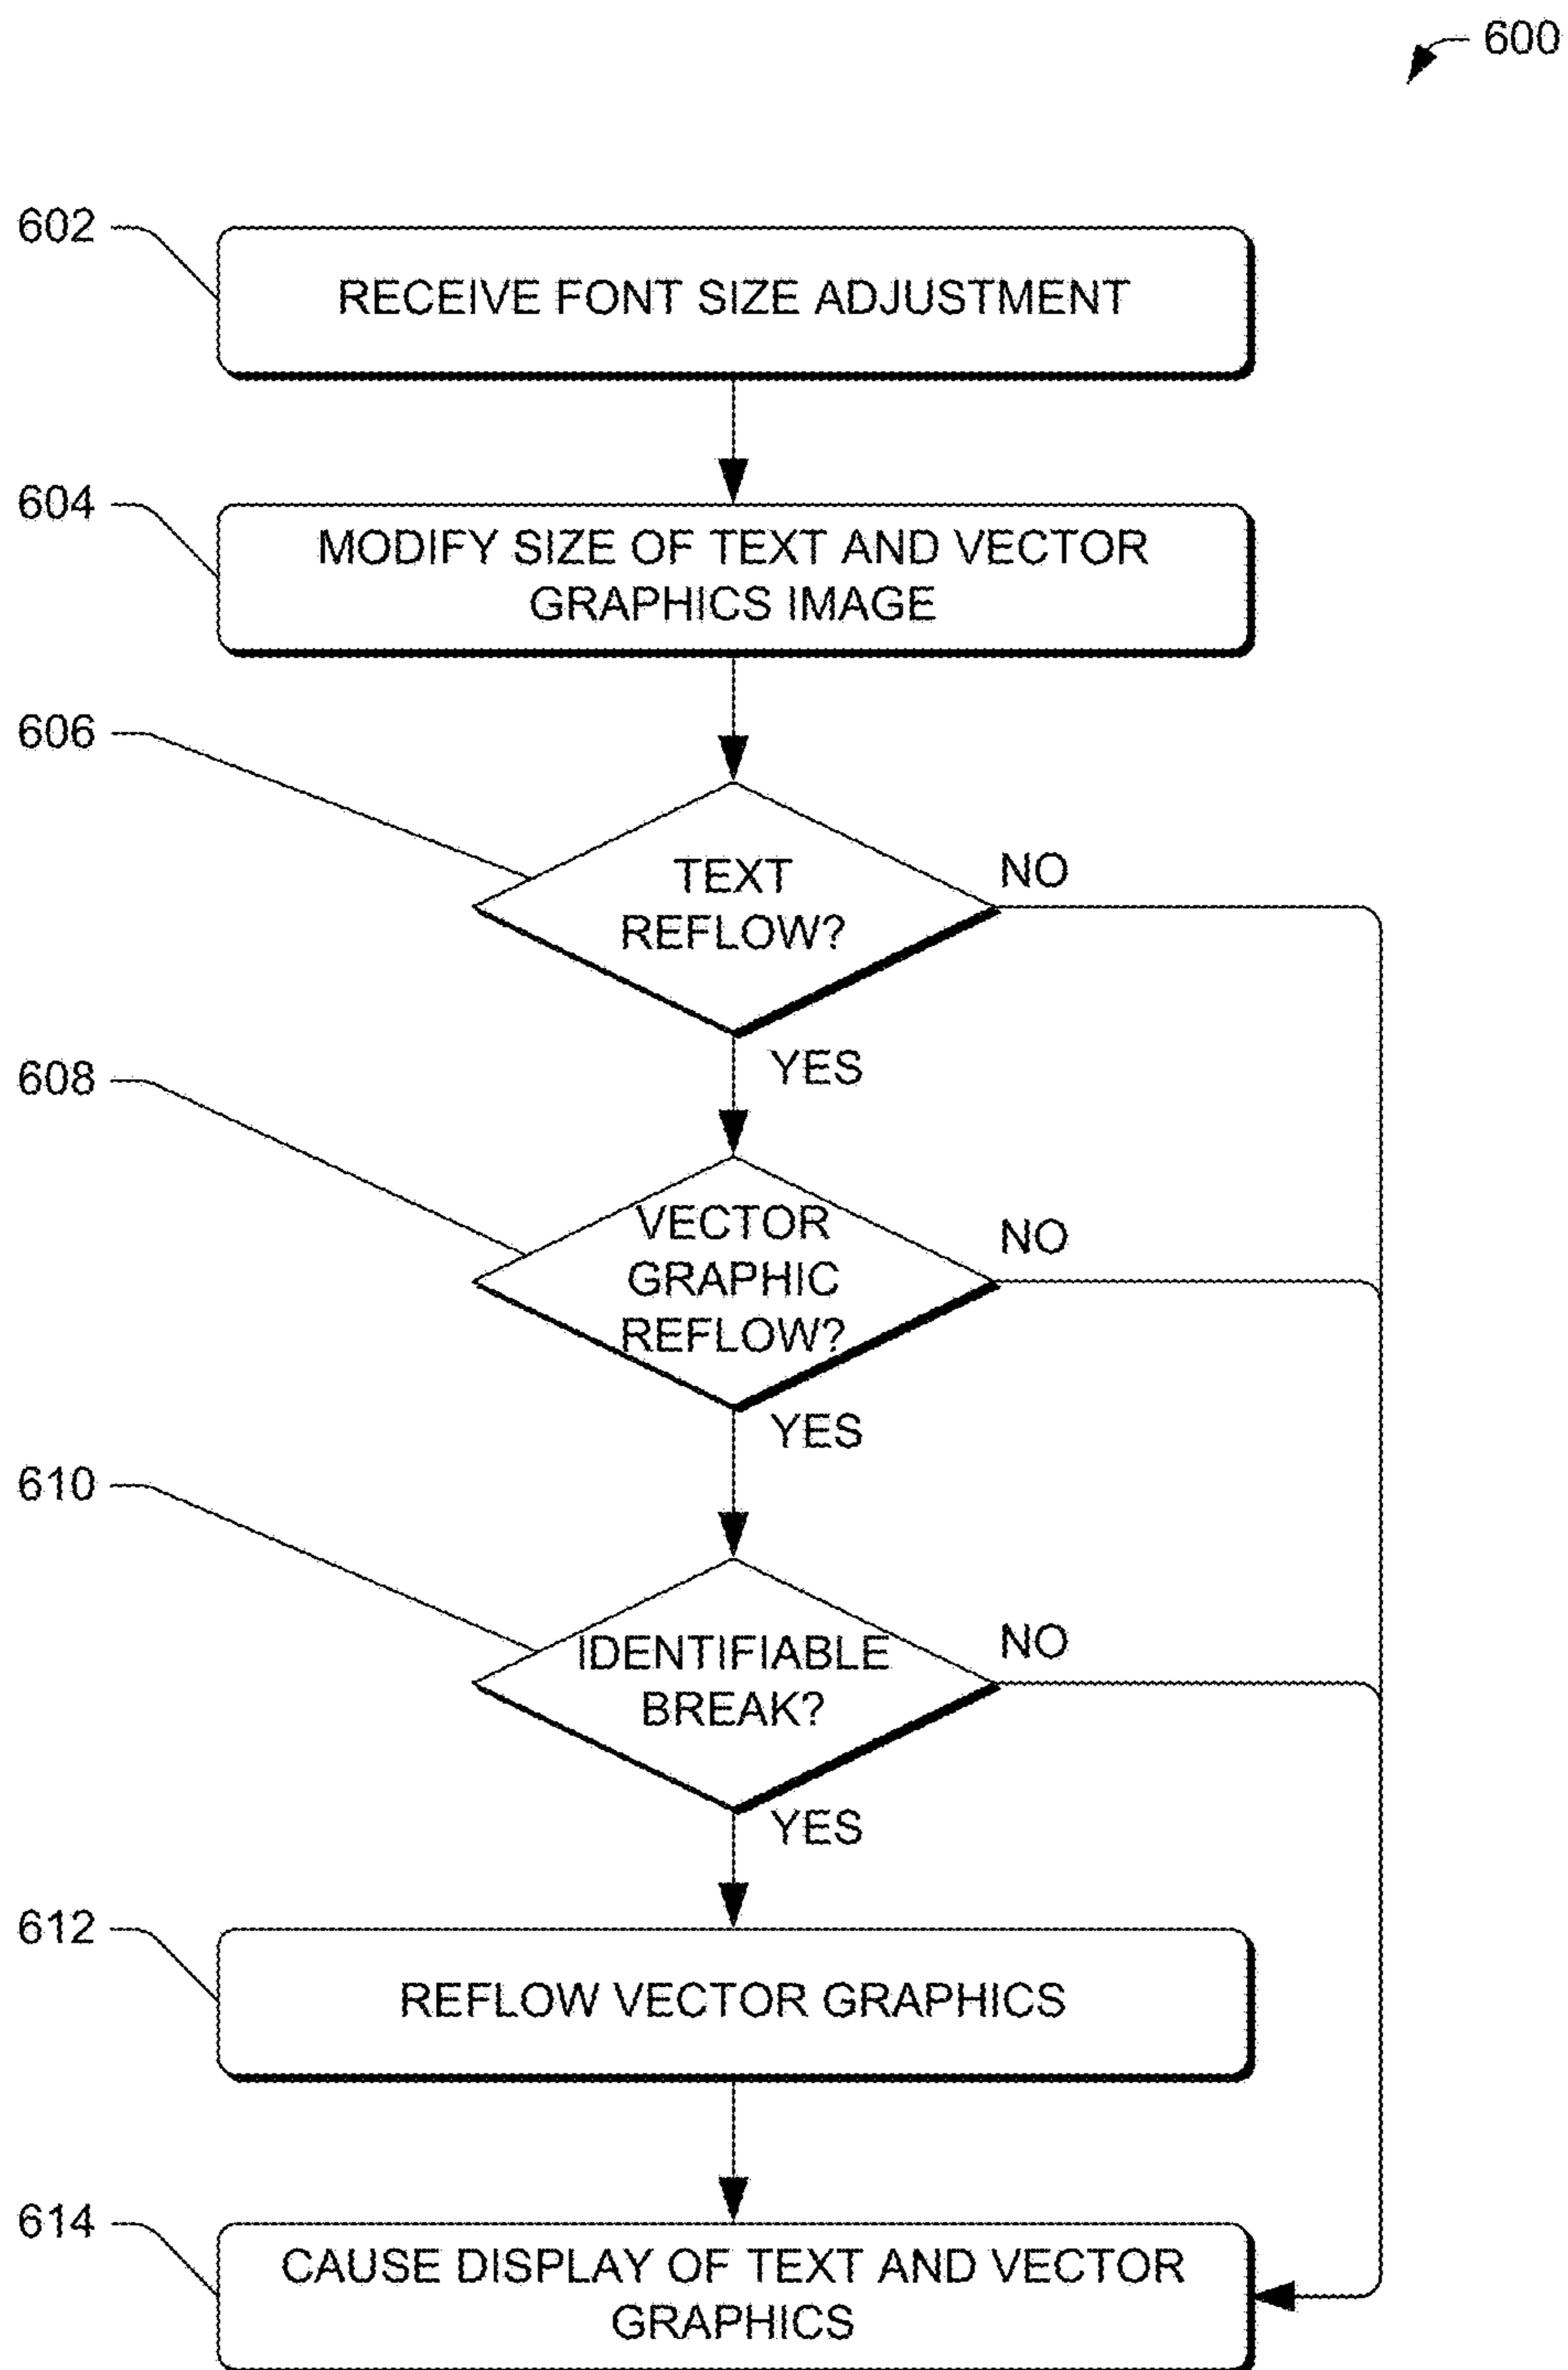 600
602
RECEIVE FONT SIZE ADJUSTMENT
604
MODIFY SIZE OF TEXT AND VECTOR
GRAPHICS IMAGE
606
TEXT
REFLOW?
NO
YES
608
VECTOR
GRAPHIC
REFLOW?
NO
YES
610
IDENTIFIABLE
BREAK?
NO
YES
612
REFLOW VECTOR GRAPHICS
614
CAUSE DISPLAY OF TEXT AND VECTOR
GRAPHICS